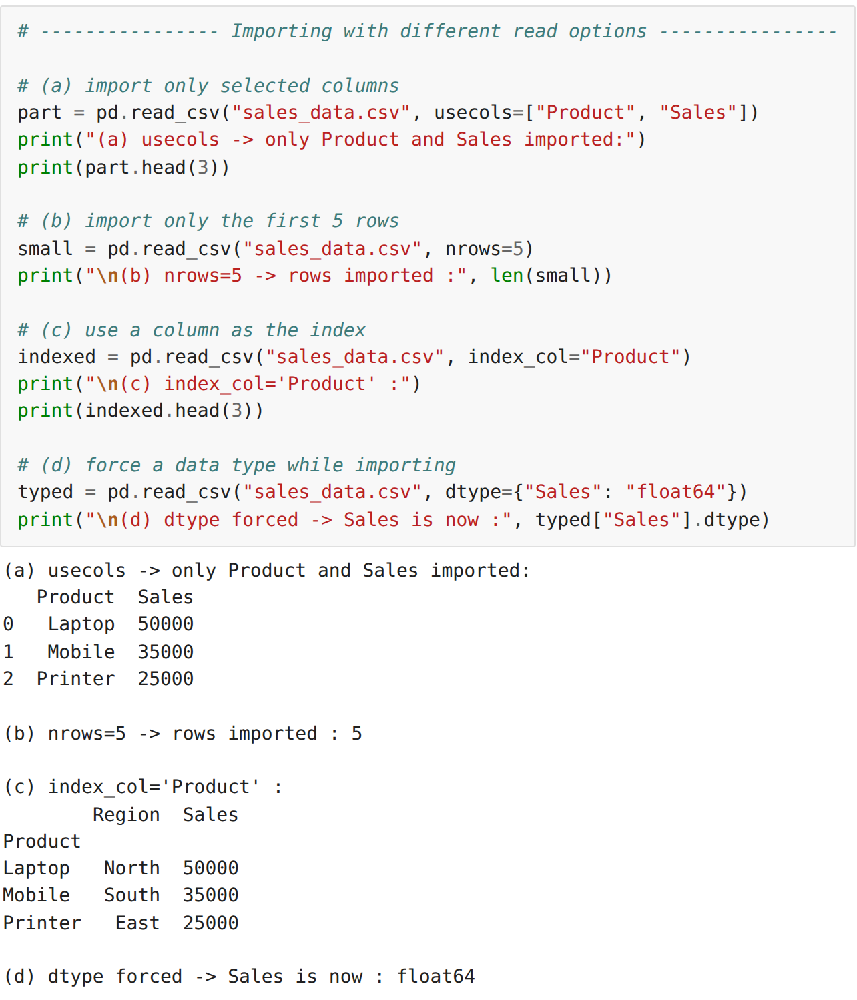 # ---------------- Importing with different read options ----------------

# (a) import only selected columns
part = pd.read_csv("sales_data.csv", usecols=["Product", "Sales"])
print("(a) usecols -> only Product and Sales imported:")
print(part.head(3))

# (b) import only the first 5 rows
small = pd.read_csv("sales_data.csv", nrows=5)
print("\n(b) nrows=5 -> rows imported :", len(small))

# (c) use a column as the index
indexed = pd.read_csv("sales_data.csv", index_col="Product")
print("\n(c) index_col='Product' :")
print(indexed.head(3))

# (d) force a data type while importing
typed = pd.read_csv("sales_data.csv", dtype={"Sales": "float64"})
print("\n(d) dtype forced -> Sales is now :", typed["Sales"].dtype)

(a) usecols -> only Product and Sales imported:
   Product  Sales
0   Laptop  50000
1   Mobile  35000
2  Printer  25000

(b) nrows=5 -> rows imported : 5

(c) index_col='Product' :
        Region  Sales
Product
Laptop   North  50000
Mobile   South  35000
Printer   East  25000

(d) dtype forced -> Sales is now : float64